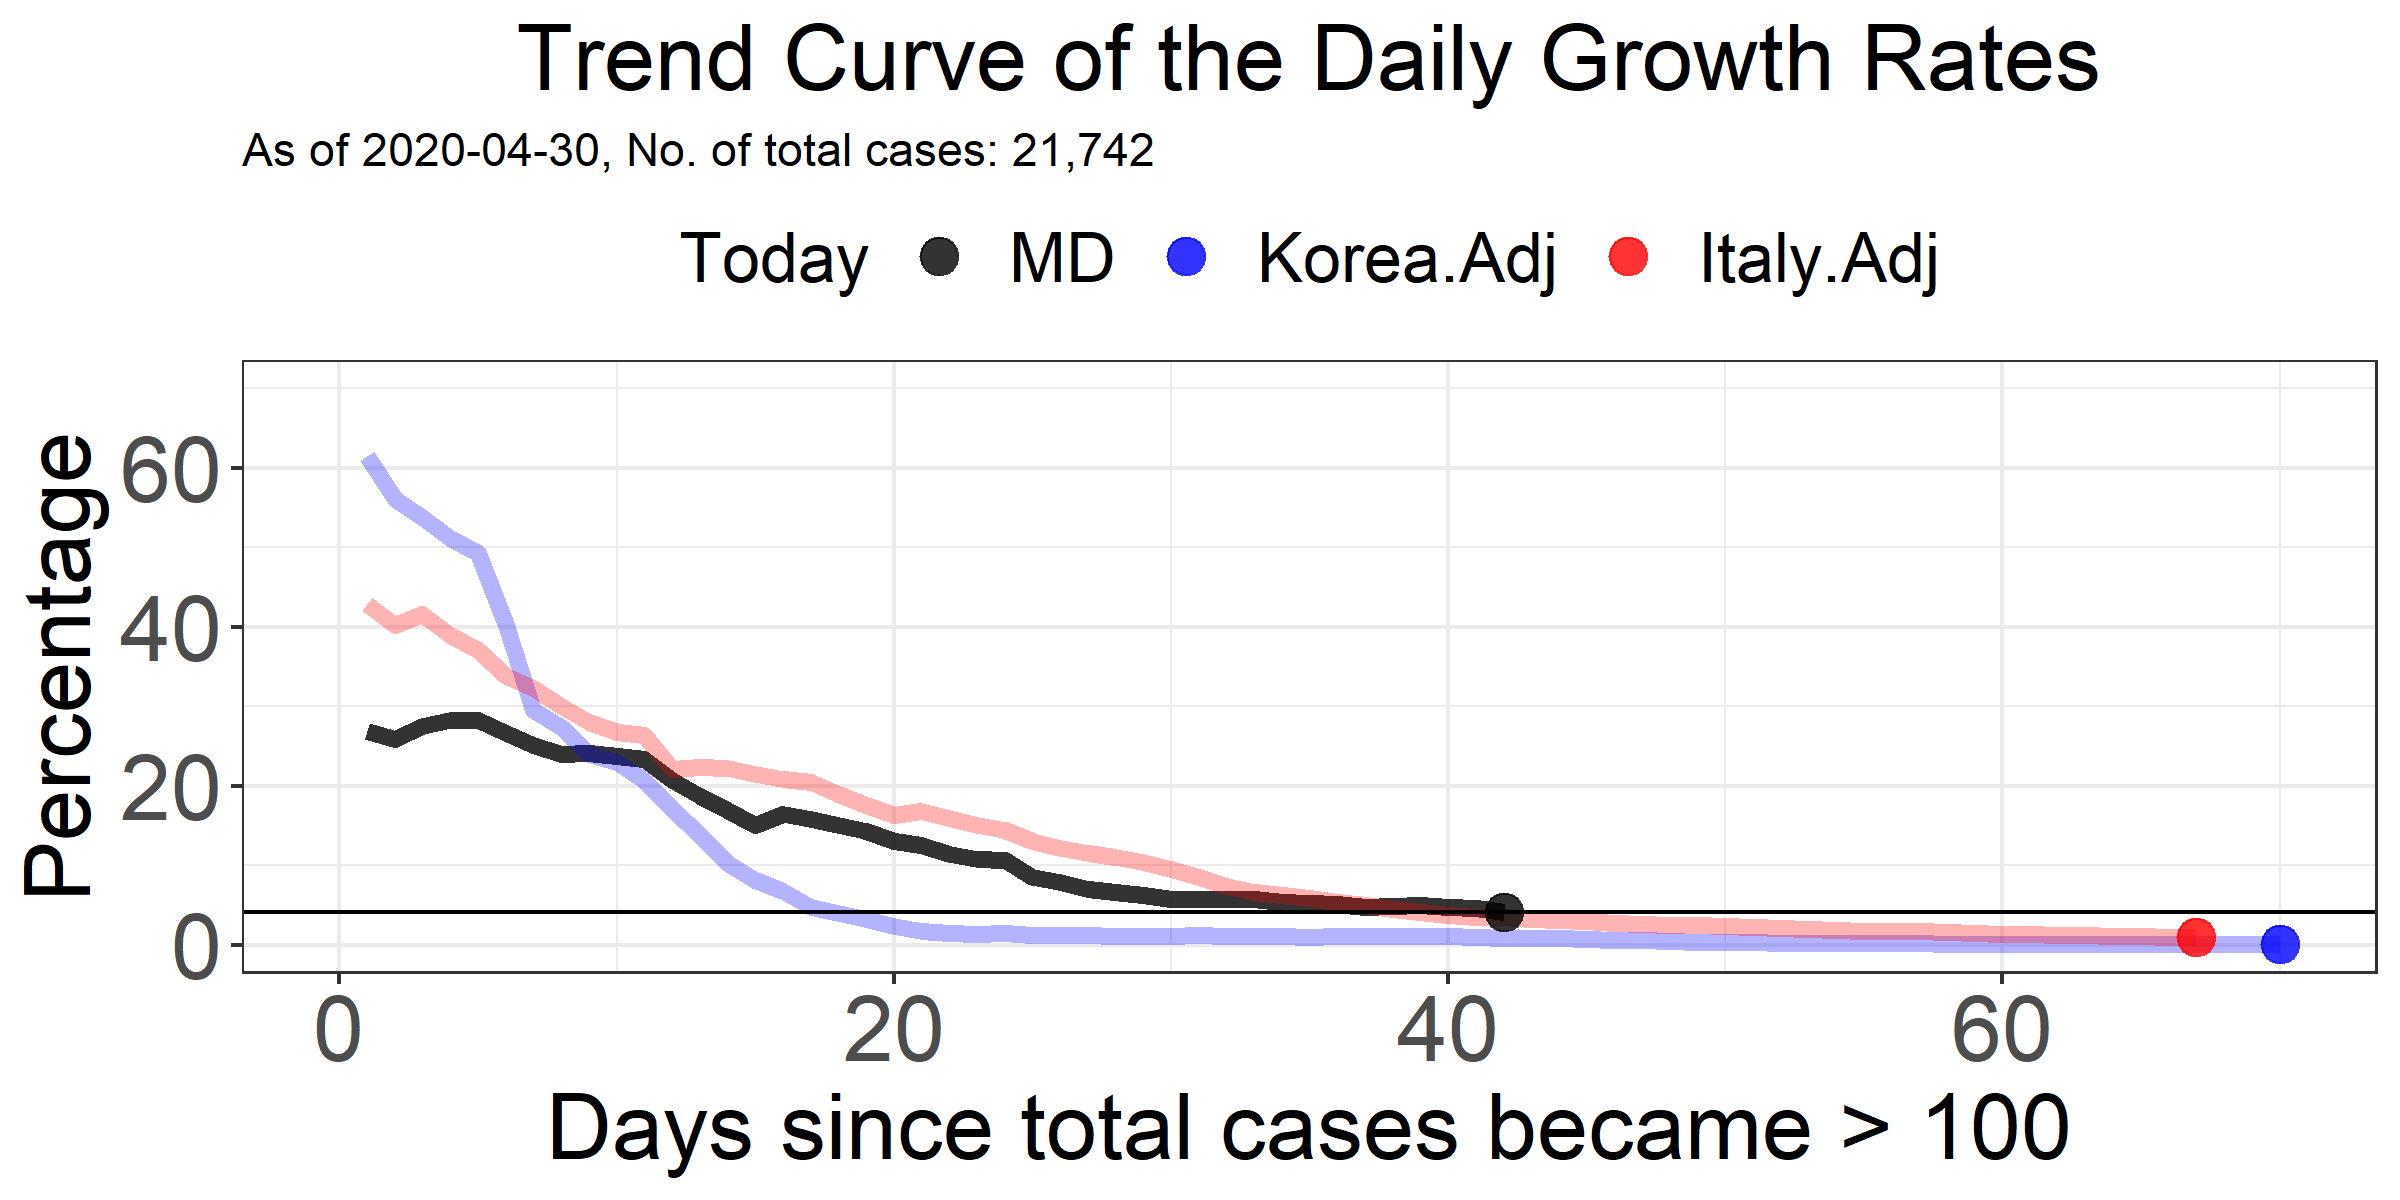 Trend Curve of the Daily Growth Rates
As of 2020-04-30, No. of total cases: 21,742
Today MD Korea.Adj Italy.Adj
Percentage
60
40
20
0
0 20 40 60
Days since total cases became > 100